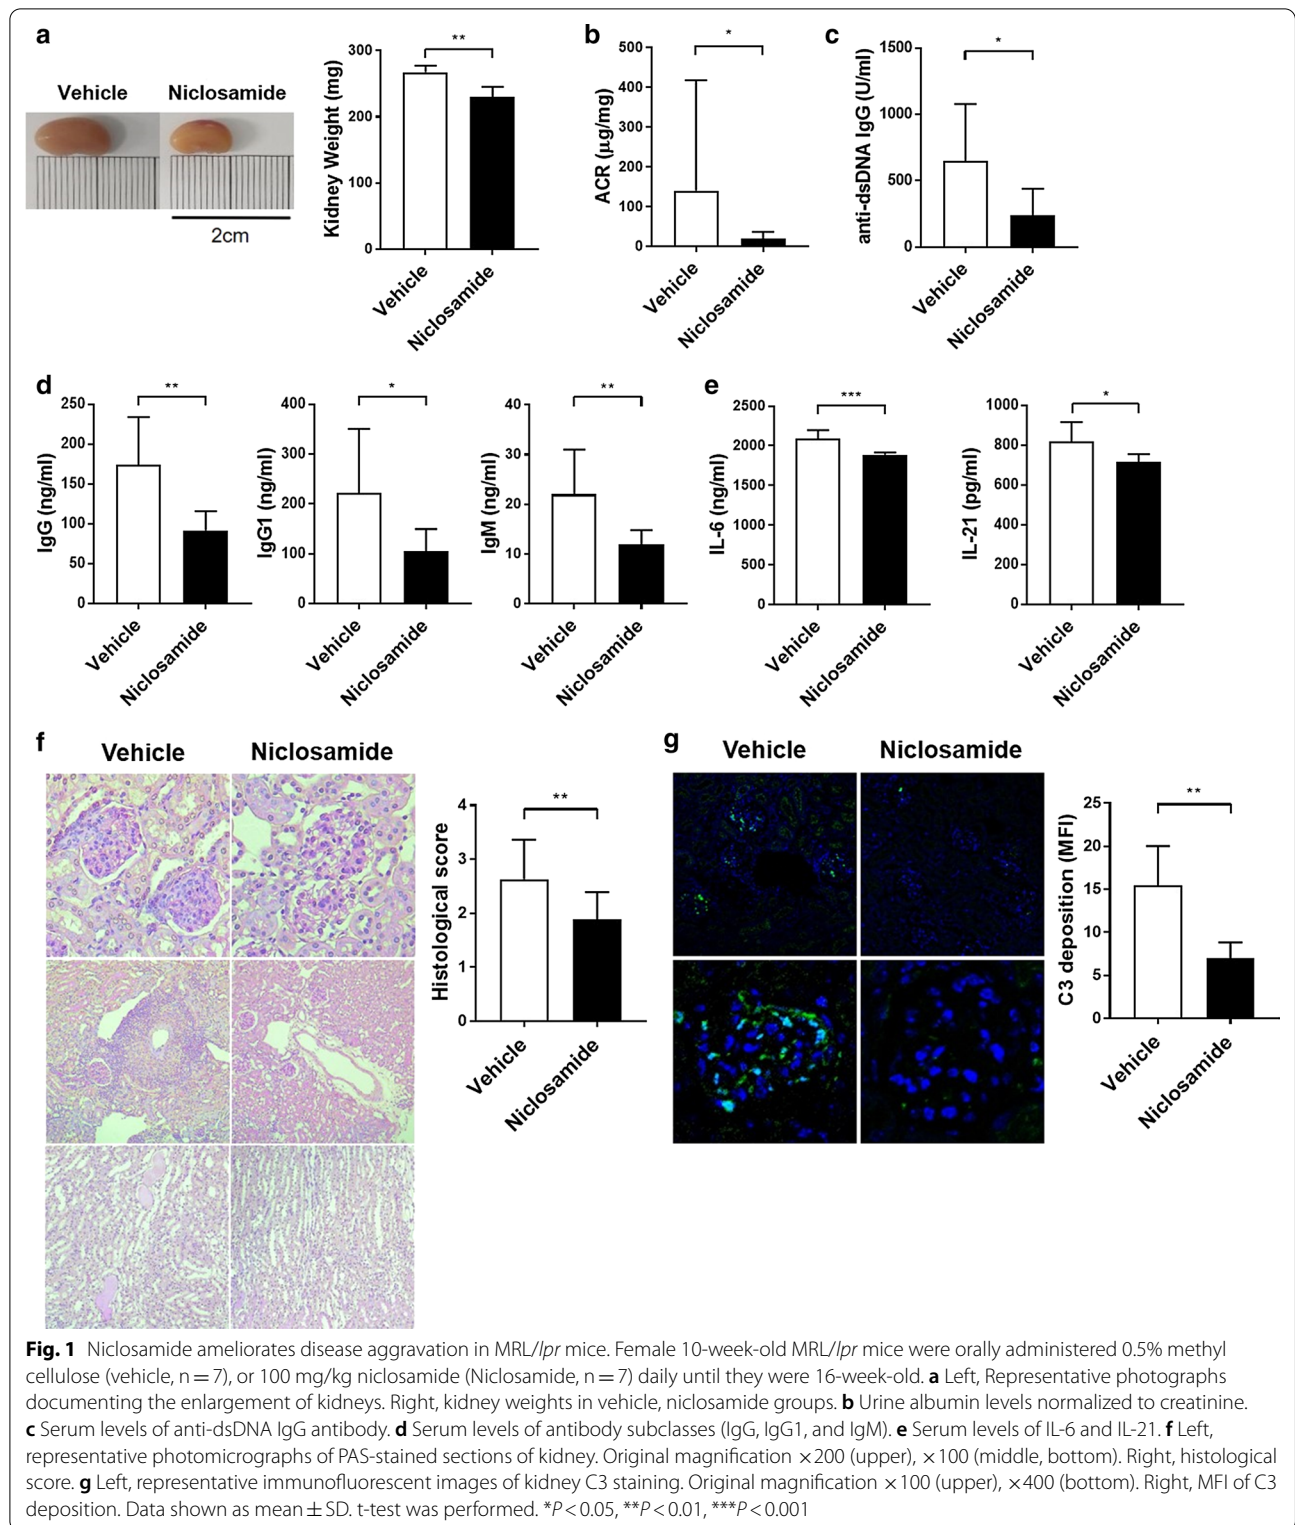 a
Vehicle Niclosamide
2cm
Kidney Weight (mg)
300
200
100
0
**
Vehicle
Niclosamide
b
ACR (μg/mg)
500
400
300
200
100
0
*
Vehicle
Niclosamide
c
anti-dsDNA IgG (U/ml)
1500
1000
500
0
*
Vehicle
Niclosamide
d
IgG (ng/ml)
250
200
150
100
50
0
**
Vehicle
Niclosamide
IgG1 (ng/ml)
400
300
200
100
0
*
Vehicle
Niclosamide
IgM (ng/ml)
40
30
20
10
0
**
Vehicle
Niclosamide
e
IL-6 (ng/ml)
2500
2000
1500
1000
500
0
***
Vehicle
Niclosamide
IL-21 (pg/ml)
1000
800
600
400
200
0
*
Vehicle
Niclosamide
f
Vehicle Niclosamide
Histological score
4
3
2
1
0
**
Vehicle
Niclosamide
g
Vehicle Niclosamide
C3 deposition (MFI)
25
20
15
10
5
0
**
Vehicle
Niclosamide
Fig. 1 Niclosamide ameliorates disease aggravation in MRL/lpr mice. Female 10-week-old MRL/lpr mice were orally administered 0.5% methyl
cellulose (vehicle, n = 7), or 100 mg/kg niclosamide (Niclosamide, n = 7) daily until they were 16-week-old. a Left, Representative photographs
documenting the enlargement of kidneys. Right, kidney weights in vehicle, niclosamide groups. b Urine albumin levels normalized to creatinine.
c Serum levels of anti-dsDNA IgG antibody. d Serum levels of antibody subclasses (IgG, IgG1, and IgM). e Serum levels of IL-6 and IL-21. f Left,
representative photomicrographs of PAS-stained sections of kidney. Original magnification ×200 (upper), ×100 (middle, bottom). Right, histological
score. g Left, representative immunofluorescent images of kidney C3 staining. Original magnification ×100 (upper), ×400 (bottom). Right, MFI of C3
deposition. Data shown as mean ± SD. t-test was performed. *P < 0.05, **P < 0.01, ***P < 0.001